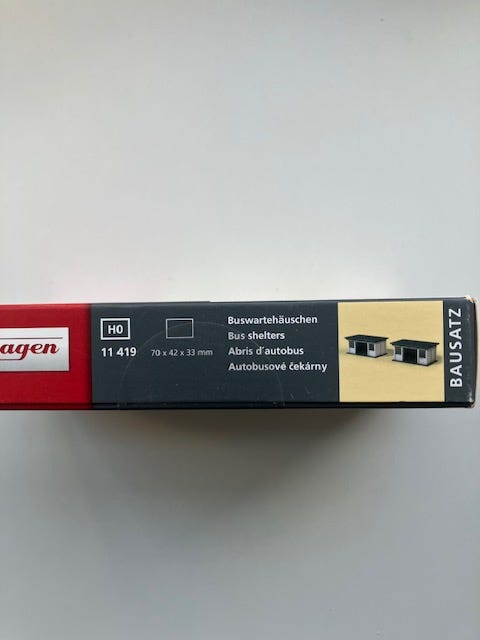 agen
H0
11 419
70 x 42 x 33 mm
Buswartehäuschen
Bus shelters
Abris d'autobus
Autobusové čekárny
BAUSATZ